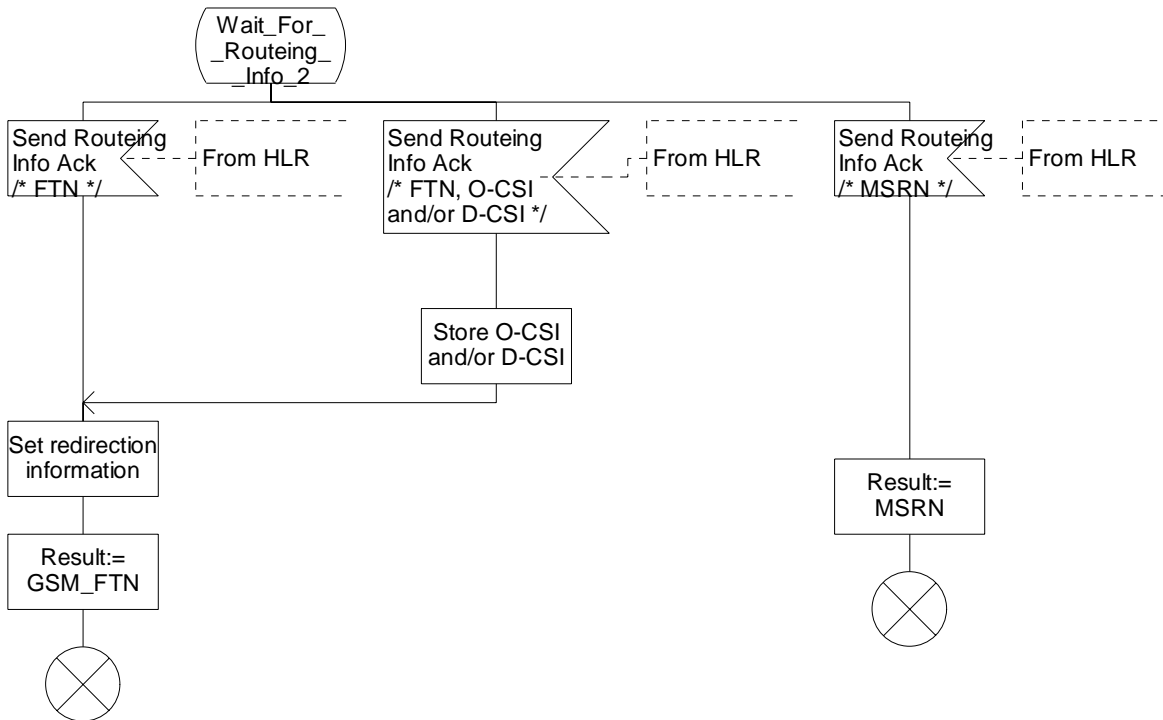 Wait_For_
_Routeing_
_Info_2
Send Routeing
Info Ack
/* FTN */
From HLR
Send Routeing
Info Ack
/* FTN, O-CSI
and/or D-CSI */
From HLR
Send Routeing
Info Ack
/* MSRN */
From HLR
Store O-CSI
and/or D-CSI
Set redirection
information
Result:=
MSRN
Result:=
GSM_FTN